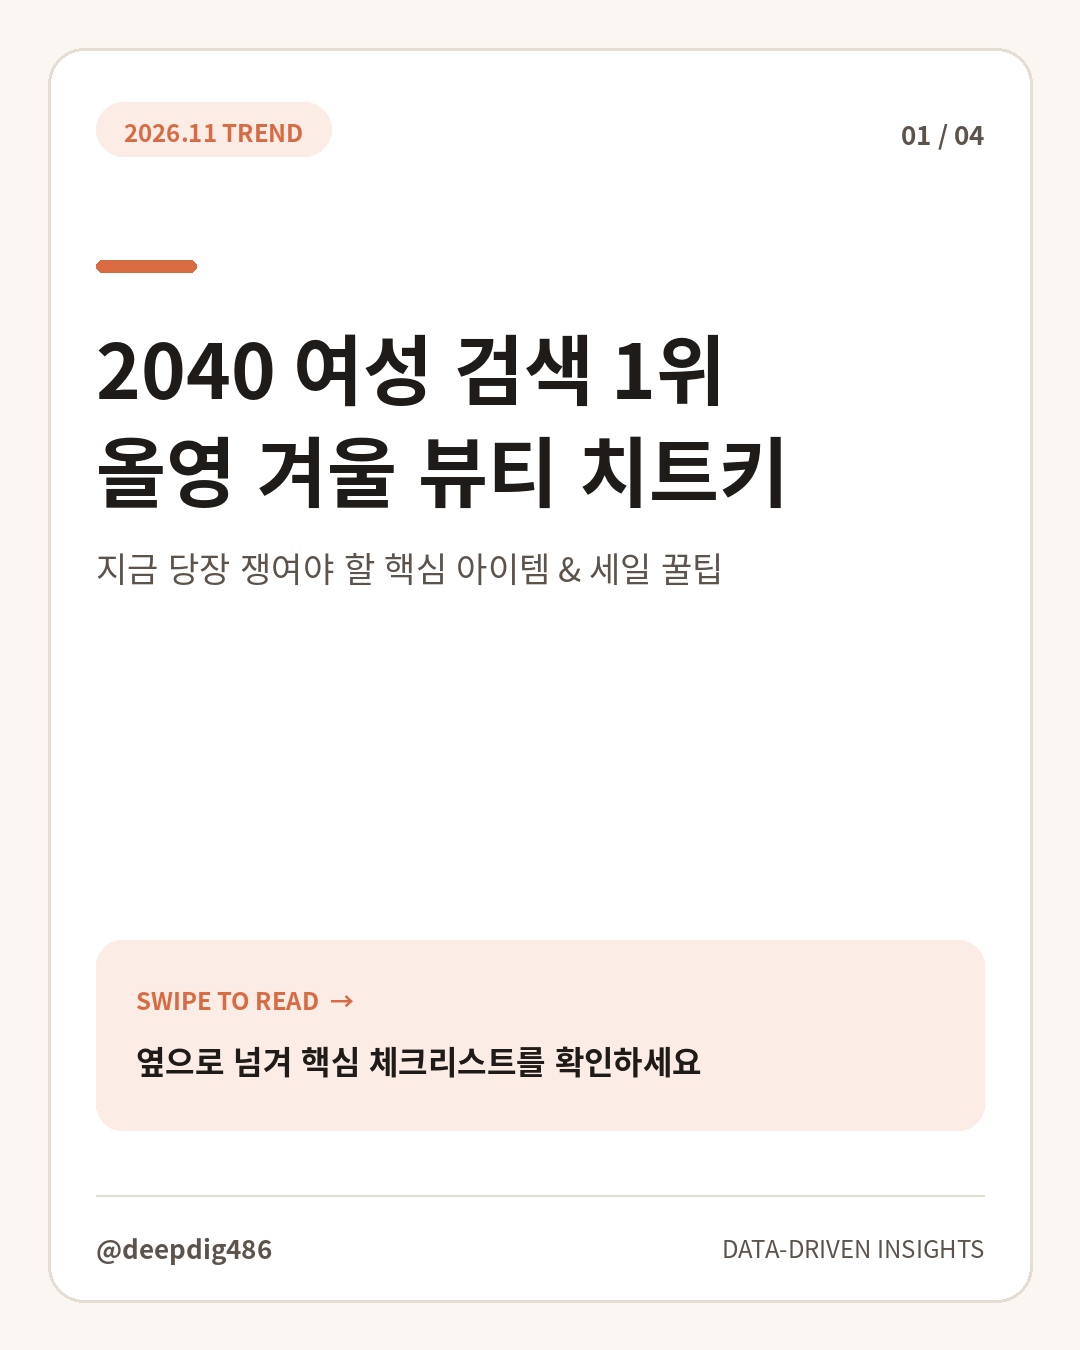 2026.11 TREND
01 / 04
2040 여성 검색 1위
올영 겨울 뷰티 치트키
지금 당장 쟁여야 할 핵심 아이템 & 세일 꿀팁
SWIPE TO READ →
옆으로 넘겨 핵심 체크리스트를 확인하세요
@deepdig486
DATA-DRIVEN INSIGHTS